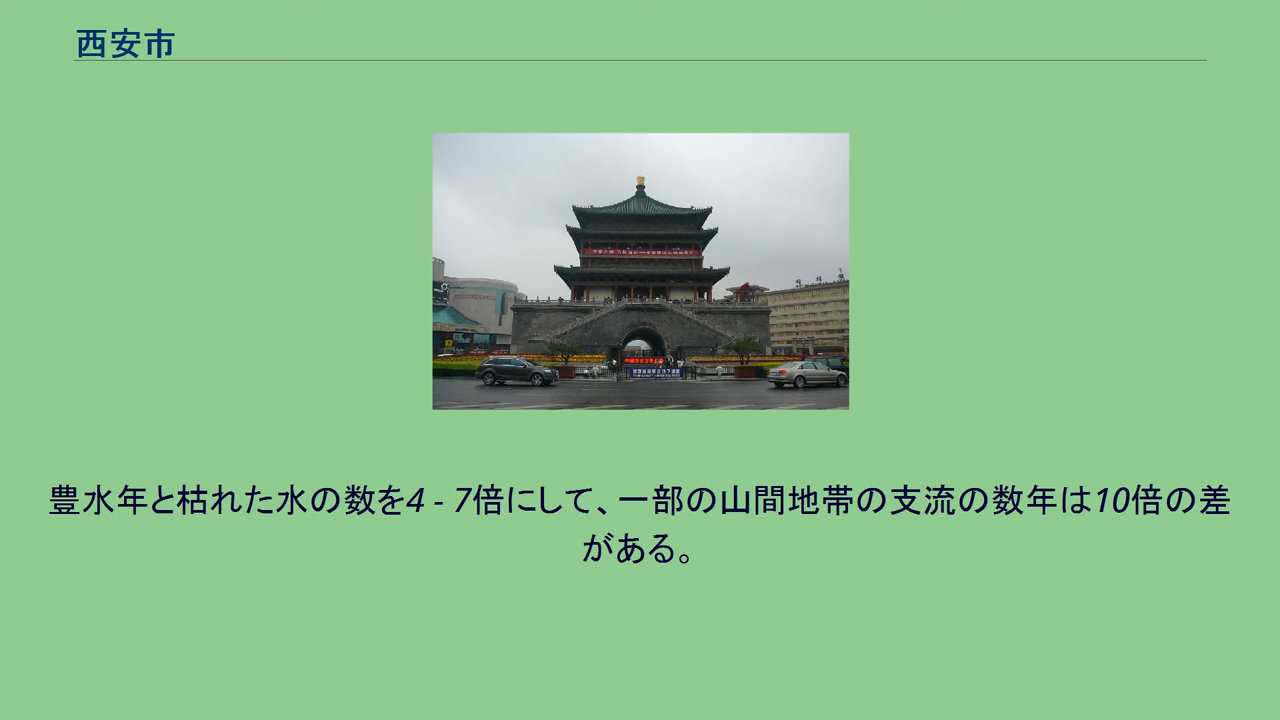 西安市
豊水年と枯れた水の数を4 - 7倍にして、一部の山間地帯の支流の数年は10倍の差
がある。